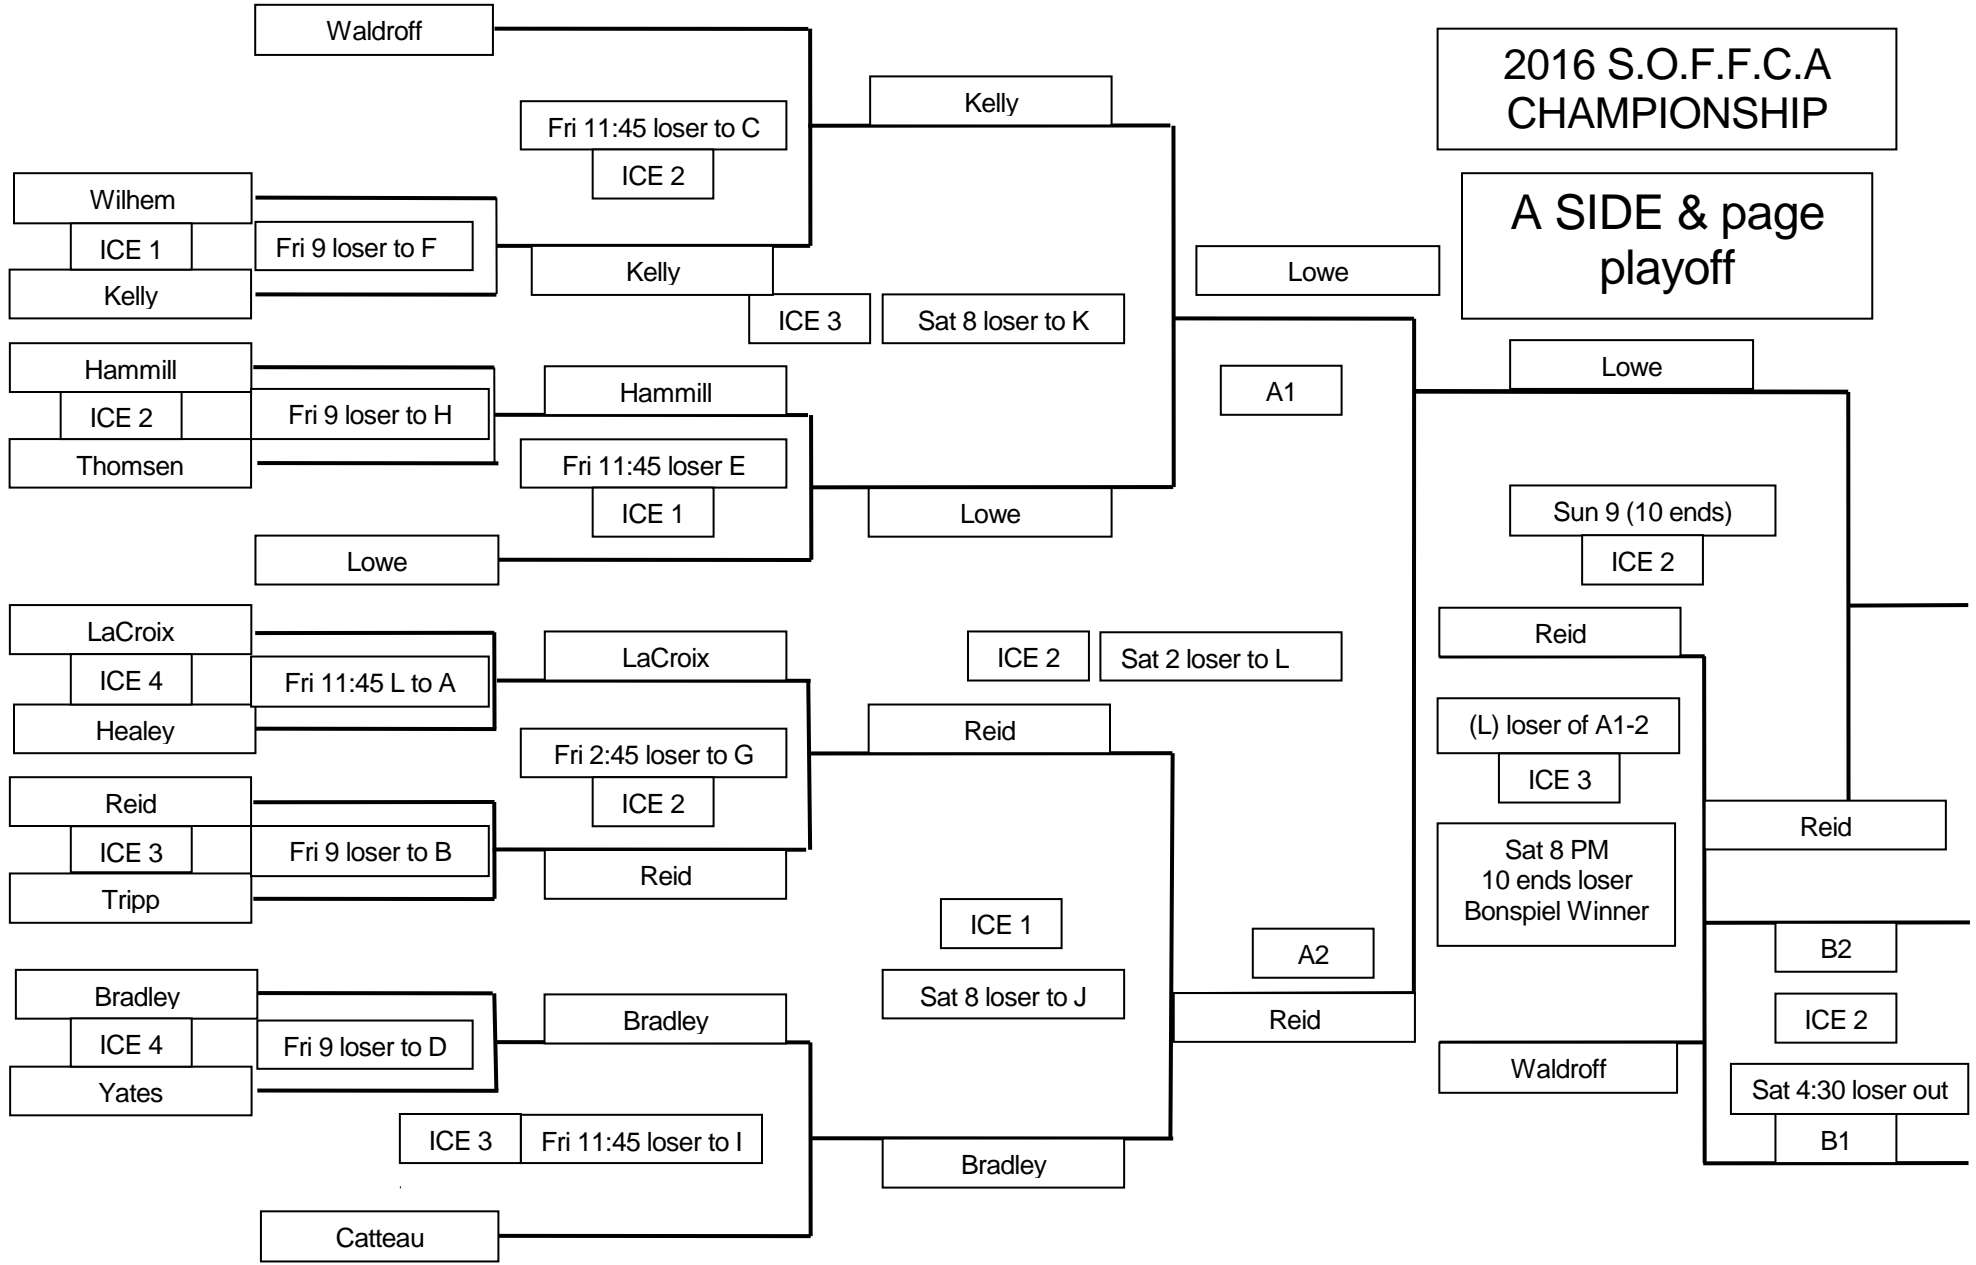 Waldroff
2016 S.O.F.F.C.A
CHAMPIONSHIP
Kelly
Fri 11:45 loser to C
ICE 2
Wilhem
A SIDE & page
playoff
ICE 1
Fri 9 loser to F
Kelly
Kelly
Lowe
ICE 3
Sat 8 loser to K
Hammill
Hammill
Lowe
A1
ICE 2
Fri 9 loser to H
Thomsen
Fri 11:45 loser E
ICE 1
Lowe
Sun 9 (10 ends)
ICE 2
Lowe
LaCroix
LaCroix
ICE 2
Sat 2 loser to L
Reid
ICE 4
Fri 11:45 L to A
Healey
Reid
(L) loser of A1-2
Fri 2:45 loser to G
ICE 2
ICE 3
Reid
Reid
ICE 3
Fri 9 loser to B
Sat 8 PM
10 ends loser
Bonspiel Winner
Reid
Tripp
ICE 1
A2
B2
Bradley
Sat 8 loser to J
Bradley
Reid
ICE 2
ICE 4
Fri 9 loser to D
Yates
Waldroff
Sat 4:30 loser out
ICE 3
Fri 11:45 loser to I
Bradley
B1
Catteau